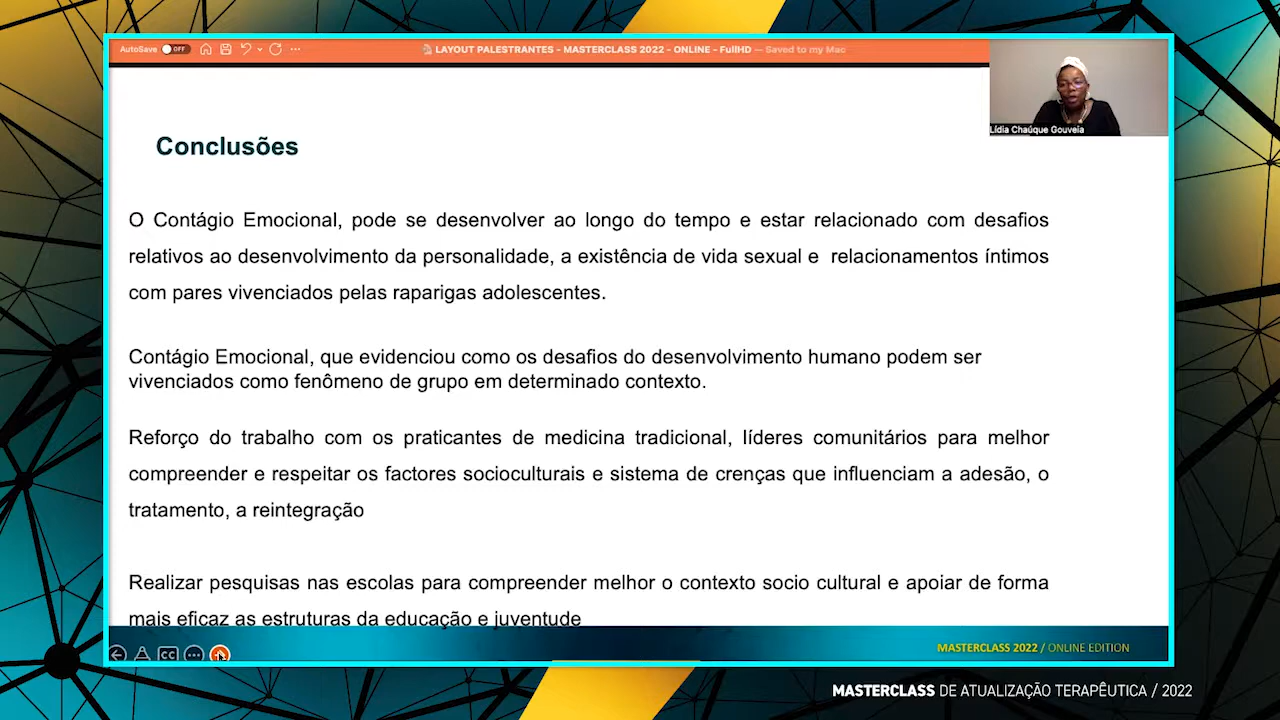 AutoSave OFF
LAYOUT PALESTRANTES - MASTERCLASS 2022 - ONLINE - FullHD — Saved to my Mac
Lídia Chaúque Gouveia
Conclusões
O Contágio Emocional, pode se desenvolver ao longo do tempo e estar relacionado com desafios
relativos ao desenvolvimento da personalidade, a existência de vida sexual e relacionamentos íntimos
com pares vivenciados pelas raparigas adolescentes.
Contágio Emocional, que evidenciou como os desafios do desenvolvimento humano podem ser
vivenciados como fenômeno de grupo em determinado contexto.
Reforço do trabalho com os praticantes de medicina tradicional, líderes comunitários para melhor
compreender e respeitar os factores socioculturais e sistema de crenças que influenciam a adesão, o
tratamento, a reintegração
Realizar pesquisas nas escolas para compreender melhor o contexto socio cultural e apoiar de forma
mais eficaz as estruturas da educação e juventude
CC
MASTERCLASS 2022 / ONLINE EDITION
MASTERCLASS DE ATUALIZAÇÃO TERAPÊUTICA / 2022